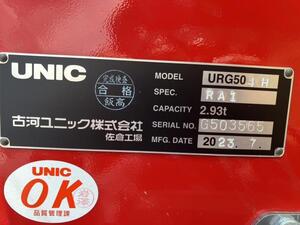 UNIC
完成検査
合格
飯高
古河ユニック株式会社
佐倉工場
MODEL URG504H
SPEC. RA1
CAPACITY 2.93t
SERIAL NO. G503565
MFG. DATE 2023.7.
UNIC
OK
品質管理課